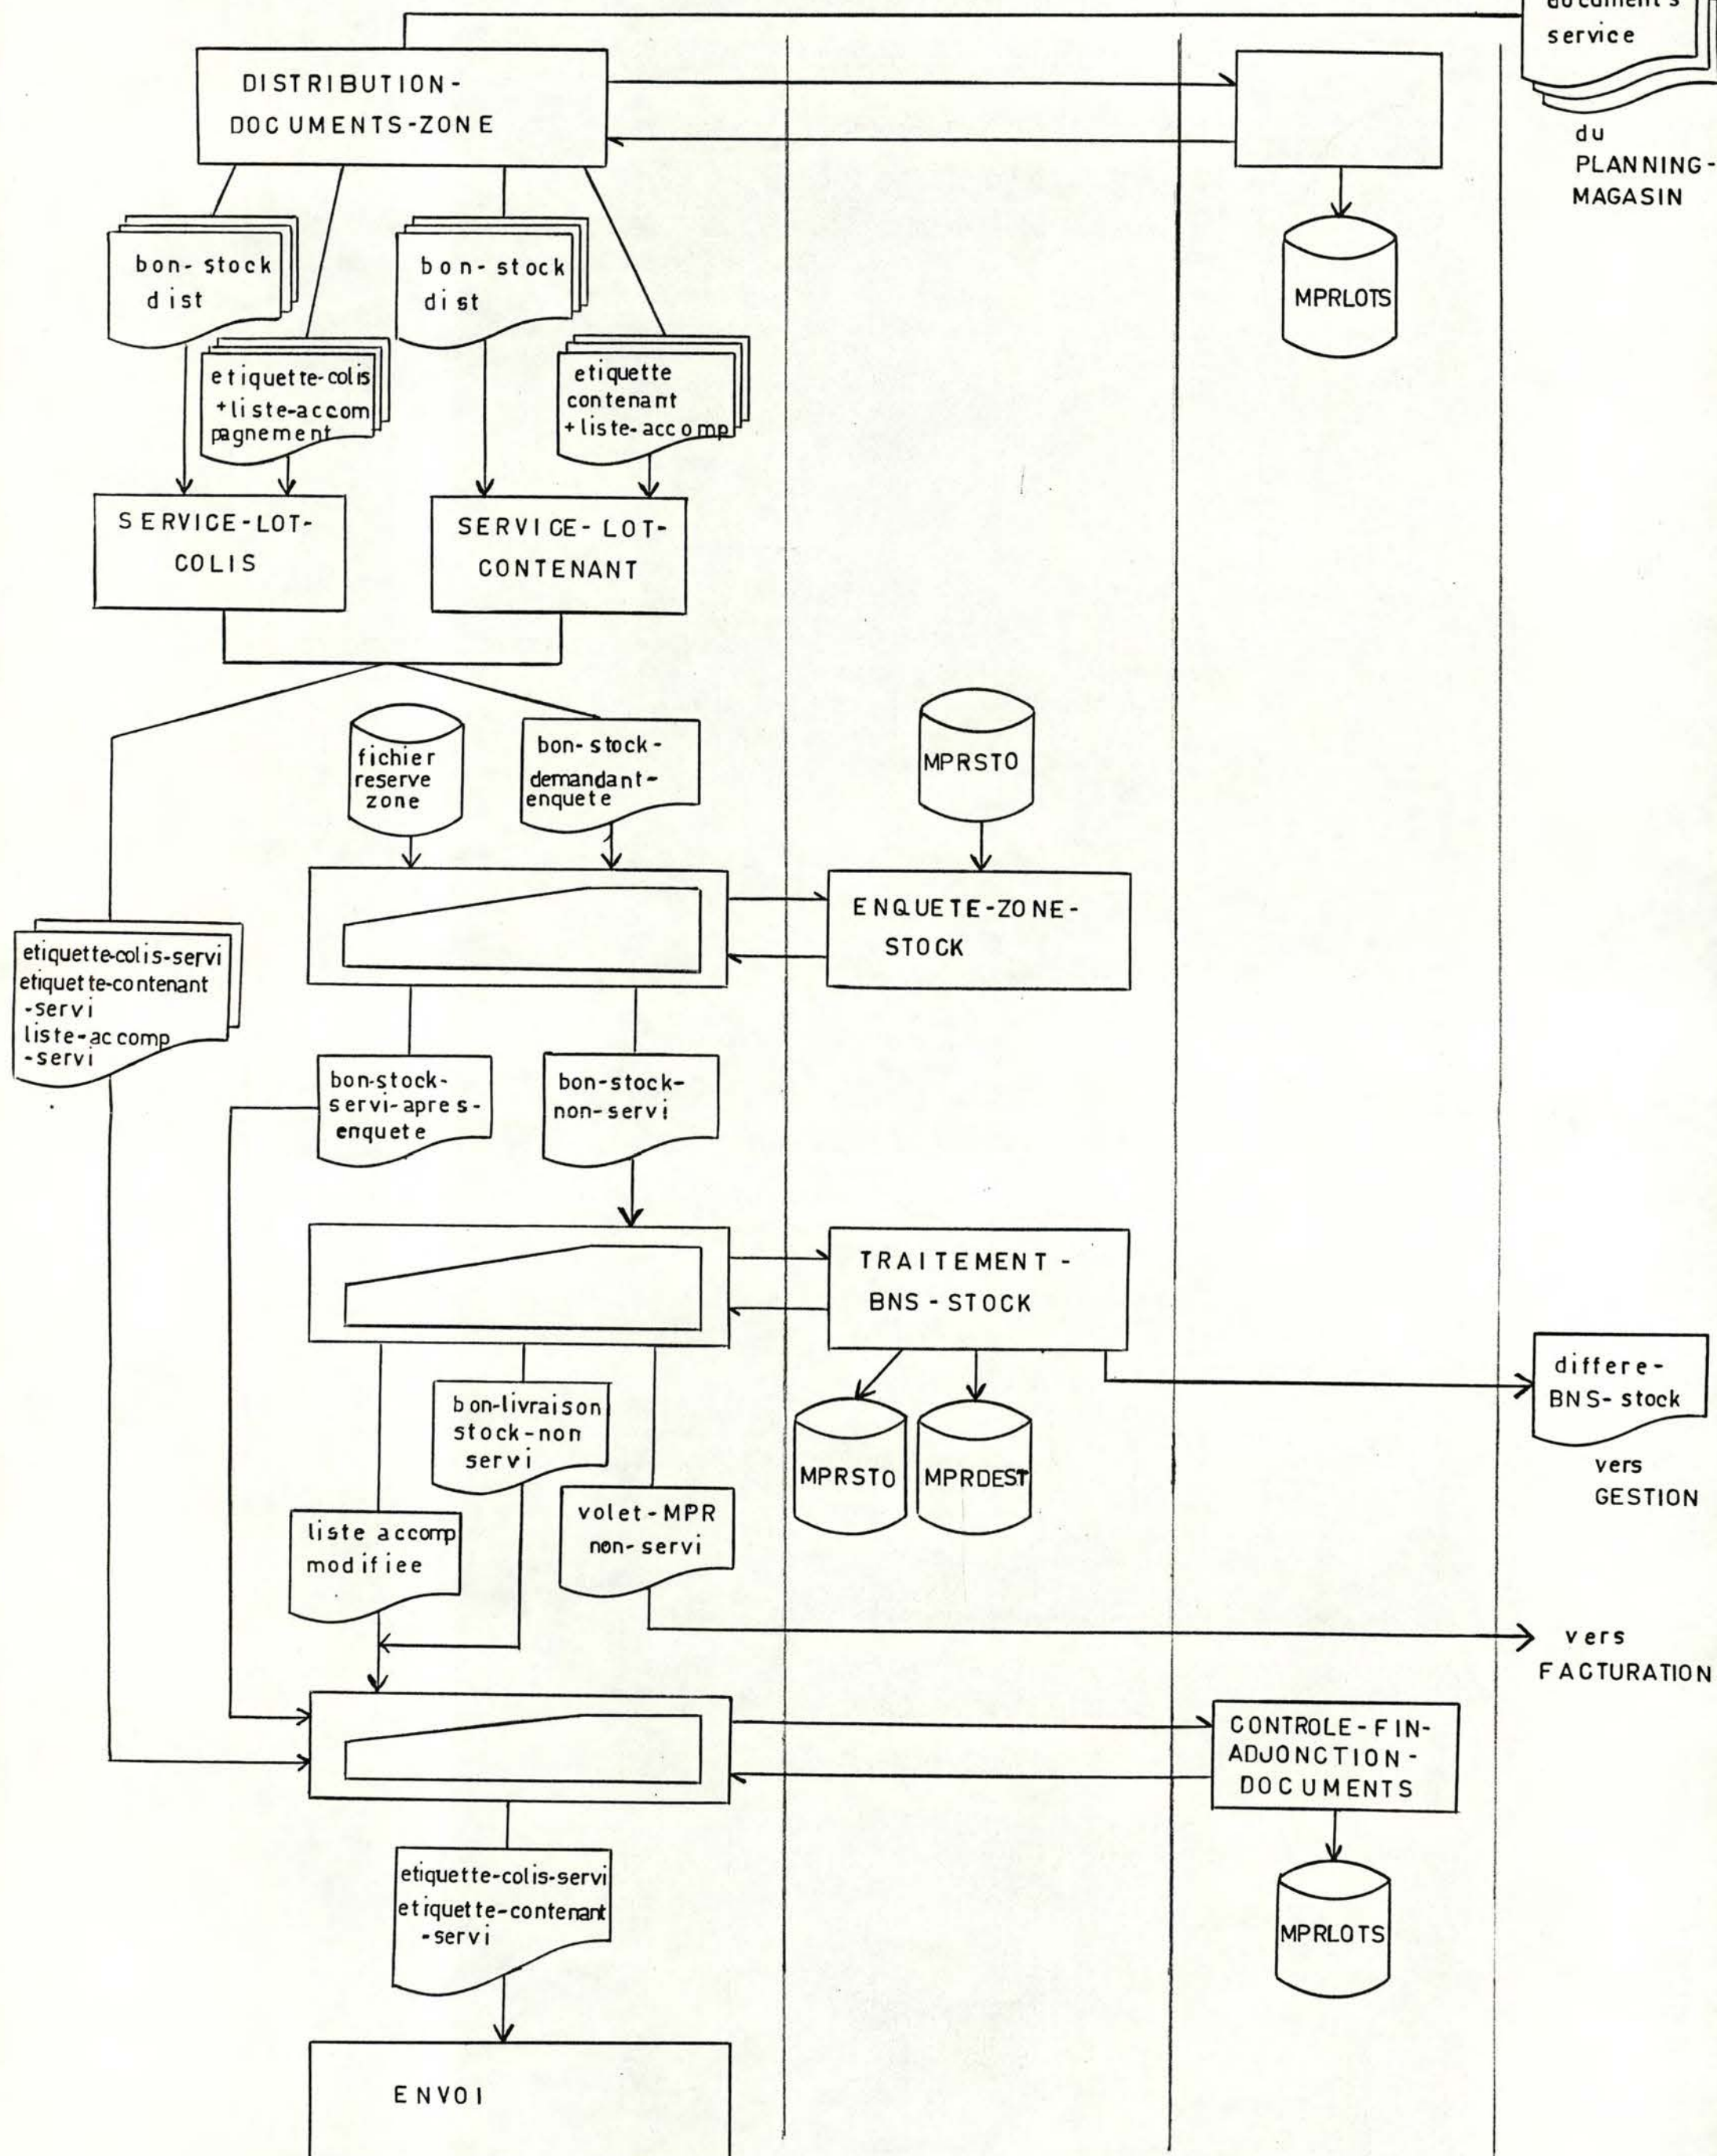 documents
service
du
PLANNING-
MAGASIN
DISTRIBUTION-
DOCUMENTS-ZONE
MPRLOTS
bon-stock
dist
bon-stock
dist
etiquette-colis
+liste-accom
pagnement
etiquette
contenant
+liste-accomp
SERVICE-LOT-
COLIS
SERVICE-LOT-
CONTENANT
fichier
reserve
zone
bon-stock-
demandant-
enquete
MPRSTO
ENQUETE-ZONE-
STOCK
etiquette-colis-servi
etiquette-contenant
-servi
liste-accomp
-servi
bon-stock-
servi-apres-
enquete
bon-stock-
non-servi
TRAITEMENT-
BNS-STOCK
differe-
BNS-stock
vers
GESTION
bon-livraison
stock-non
servi
MPRSTO
MPRDEST
liste accomp
modifiee
volet-MPR
non-servi
vers
FACTURATION
CONTROLE-FIN-
ADJONCTION-
DOCUMENTS
etiquette-colis-servi
etiquette-contenant
-servi
MPRLOTS
ENVOI